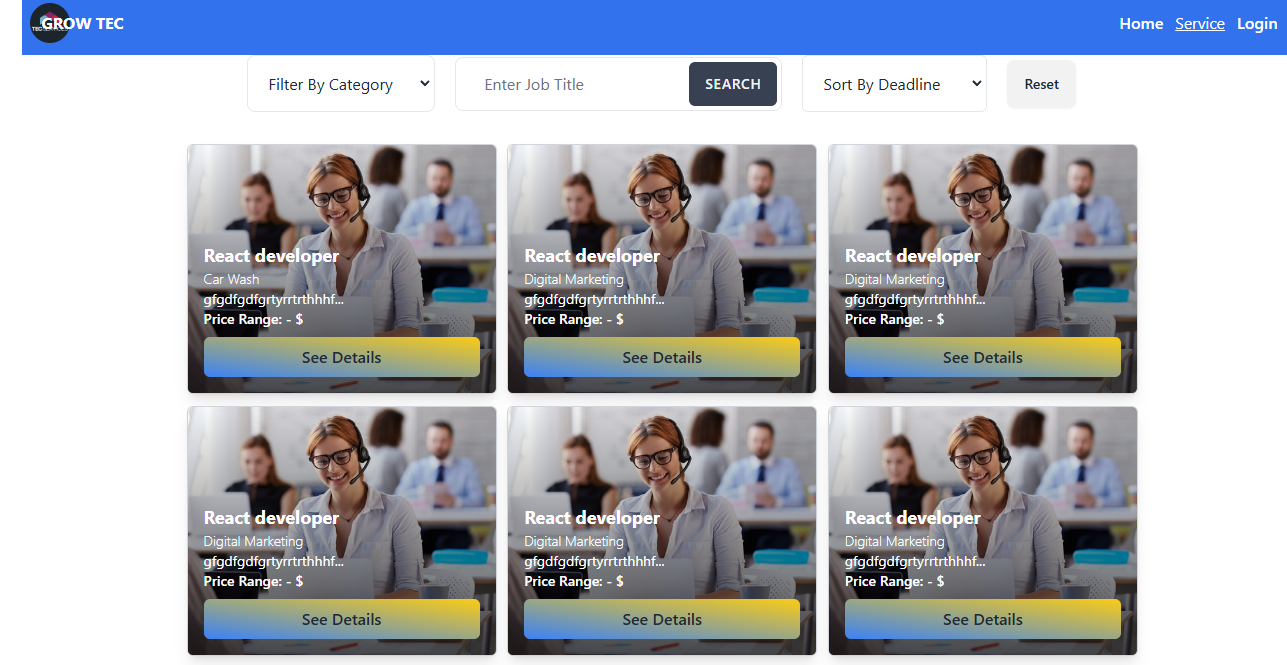 GROW TEC
Home Service Login
Filter By Category Enter Job Title SEARCH Sort By Deadline Reset
React developer
Car Wash
gfgdfgdfgrtyrrtrthhhf...
Price Range: - $
See Details
React developer
Digital Marketing
gfgdfgdfgrtyrrtrthhhf...
Price Range: - $
See Details
React developer
Digital Marketing
gfgdfgdfgrtyrrtrthhhf...
Price Range: - $
See Details
React developer
Digital Marketing
gfgdfgdfgrtyrrtrthhhf...
Price Range: - $
See Details
React developer
Digital Marketing
gfgdfgdfgrtyrrtrthhhf...
Price Range: - $
See Details
React developer
Digital Marketing
gfgdfgdfgrtyrrtrthhhf...
Price Range: - $
See Details